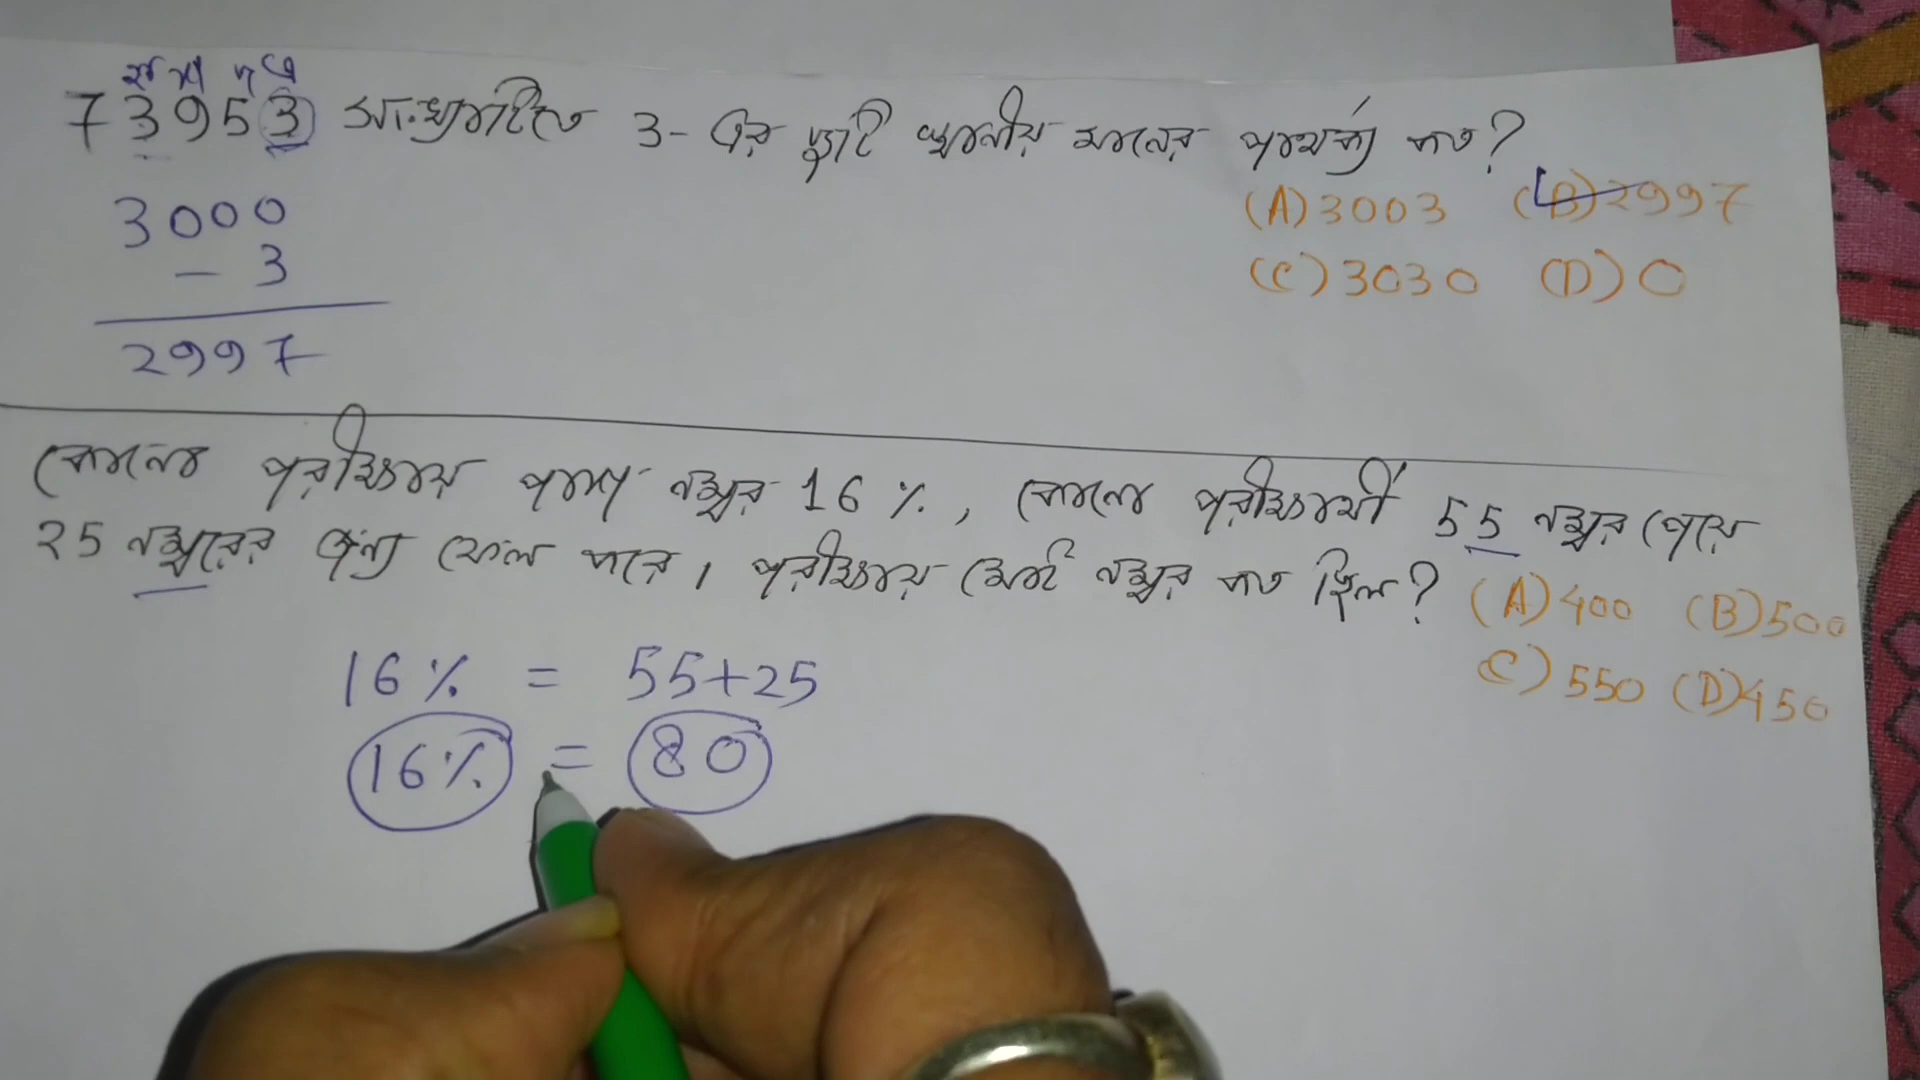 হ শ দ এ
73953 সংখ্যাটিতে 3- এর দুটি স্থানীয় মানের পার্থক্য কত?
(A) 3003 (B) 2997
(C) 3030 (D) 0
3000
- 3
2997
কোনো পরীক্ষায় পাশ নম্বর 16 %, কোনো পরীক্ষার্থী 55 নম্বর পেয়ে
25 নম্বরের জন্য ফেল করে। পরীক্ষায় মোট নম্বর কত ছিল? (A) 400 (B) 500
(C) 550 (D) 450
16 % = 55+25
16% = 80